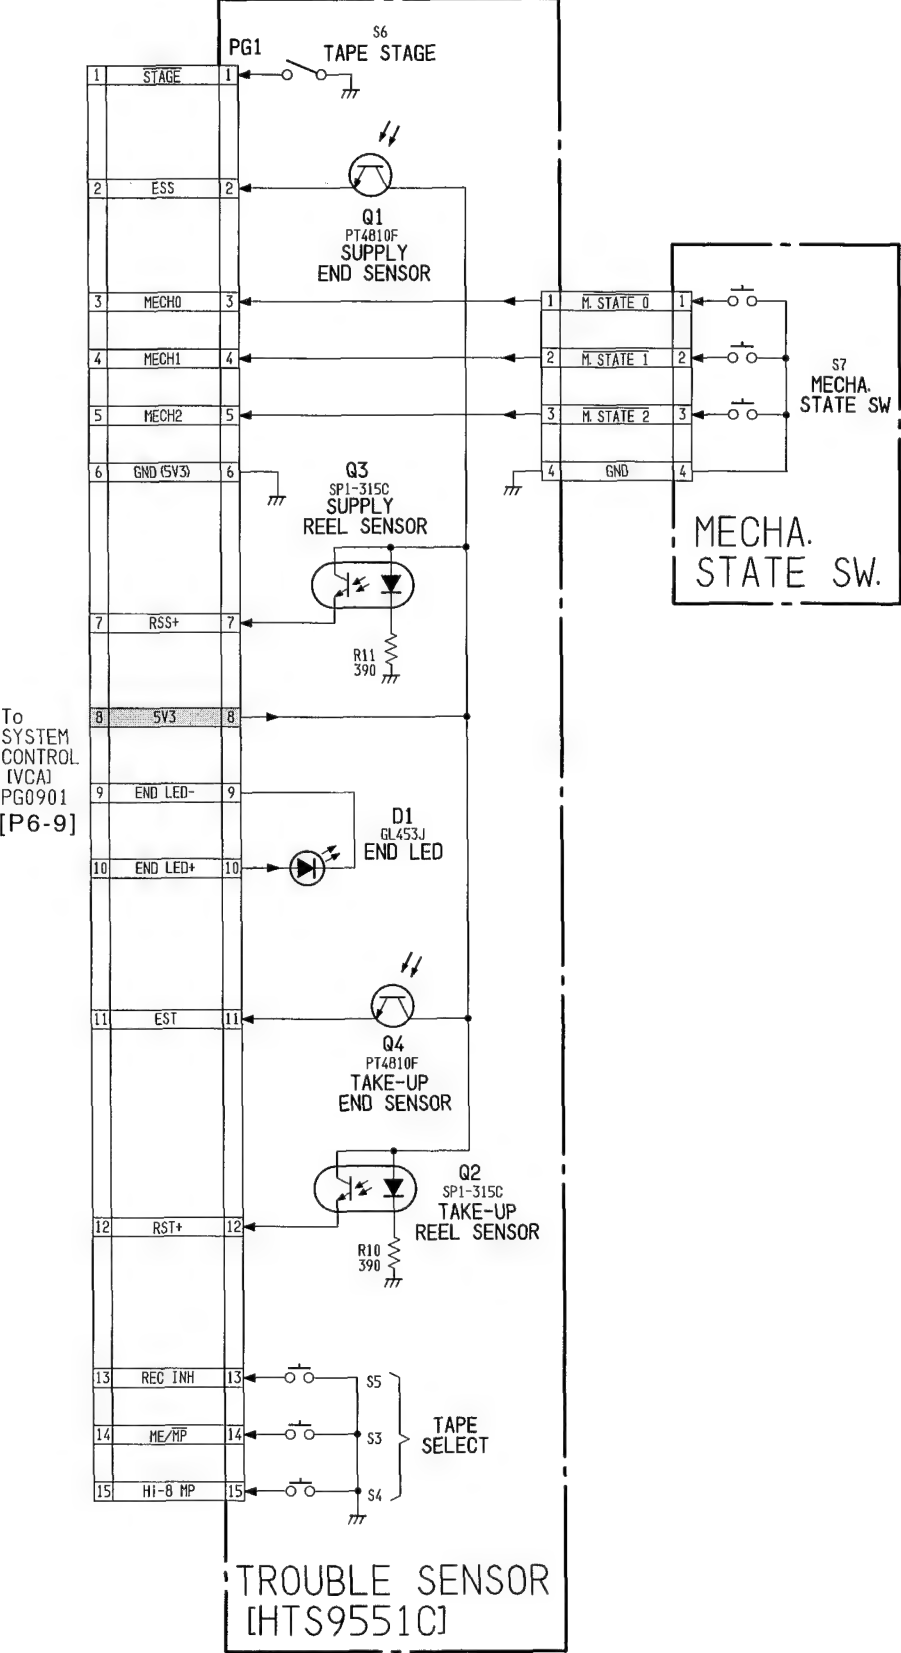 S6
PG1
TAPE STAGE
1 STAGE 1
2 ESS 2
Q1
PT4810F
SUPPLY
END SENSOR
3 MECH0 3
1 M. STATE 0 1
4 MECH1 4
2 M. STATE 1 2
S7
MECHA.
STATE SW
5 MECH2 5
3 M. STATE 2 3
6 GND (5V3) 6
4 GND 4
Q3
SP1-315C
SUPPLY
REEL SENSOR
MECHA.
STATE SW.
7 RSS+ 7
R11
390
8 5V3 8
To
SYSTEM
CONTROL
[VCA]
PG0901
[P6-9]
9 END LED- 9
D1
GL453J
END LED
10 END LED+ 10
11 EST 11
Q4
PT4810F
TAKE-UP
END SENSOR
Q2
SP1-315C
TAKE-UP
REEL SENSOR
12 RST+ 12
R10
390
13 REC INH 13
S5
14 ME/MP 14
S3
TAPE
SELECT
15 Hi-8 MP 15
S4
TROUBLE SENSOR
[HTS9551C]